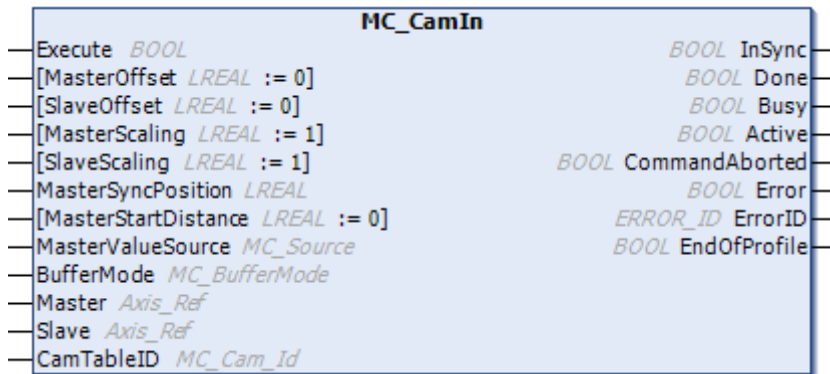 MC_CamIn
Execute BOOL BOOL InSync
[MasterOffset LREAL := 0] BOOL Done
[SlaveOffset LREAL := 0] BOOL Busy
[MasterScaling LREAL := 1] BOOL Active
[SlaveScaling LREAL := 1] BOOL CommandAborted
MasterSyncPosition LREAL BOOL Error
[MasterStartDistance LREAL := 0] ERROR_ID ErrorID
MasterValueSource MC_Source BOOL EndOfProfile
BufferMode MC_BufferMode
Master Axis_Ref
Slave Axis_Ref
CamTableID MC_Cam_Id